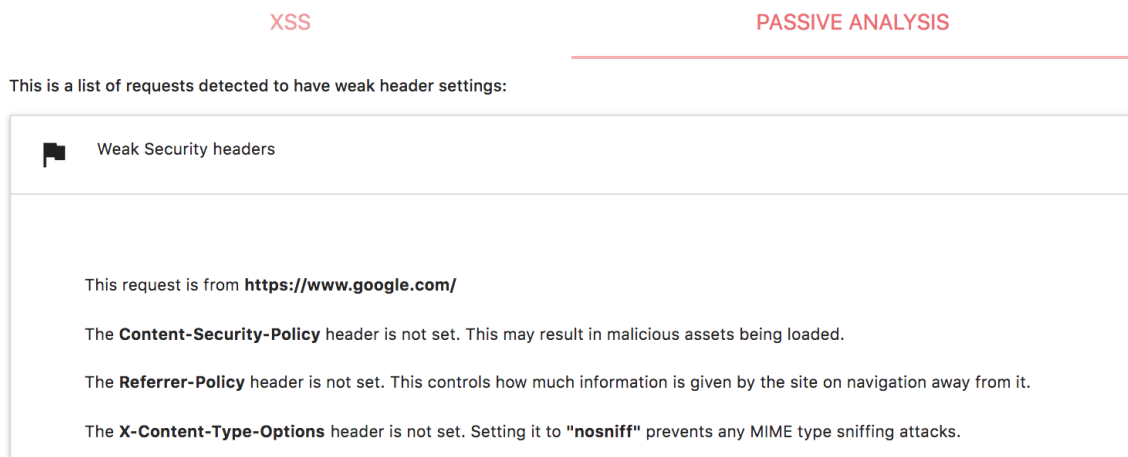 XSS
PASSIVE ANALYSIS
This is a list of requests detected to have weak header settings:
Weak Security headers
This request is from https://www.google.com/
The Content-Security-Policy header is not set. This may result in malicious assets being loaded.
The Referrer-Policy header is not set. This controls how much information is given by the site on navigation away from it.
The X-Content-Type-Options header is not set. Setting it to "nosniff" prevents any MIME type sniffing attacks.